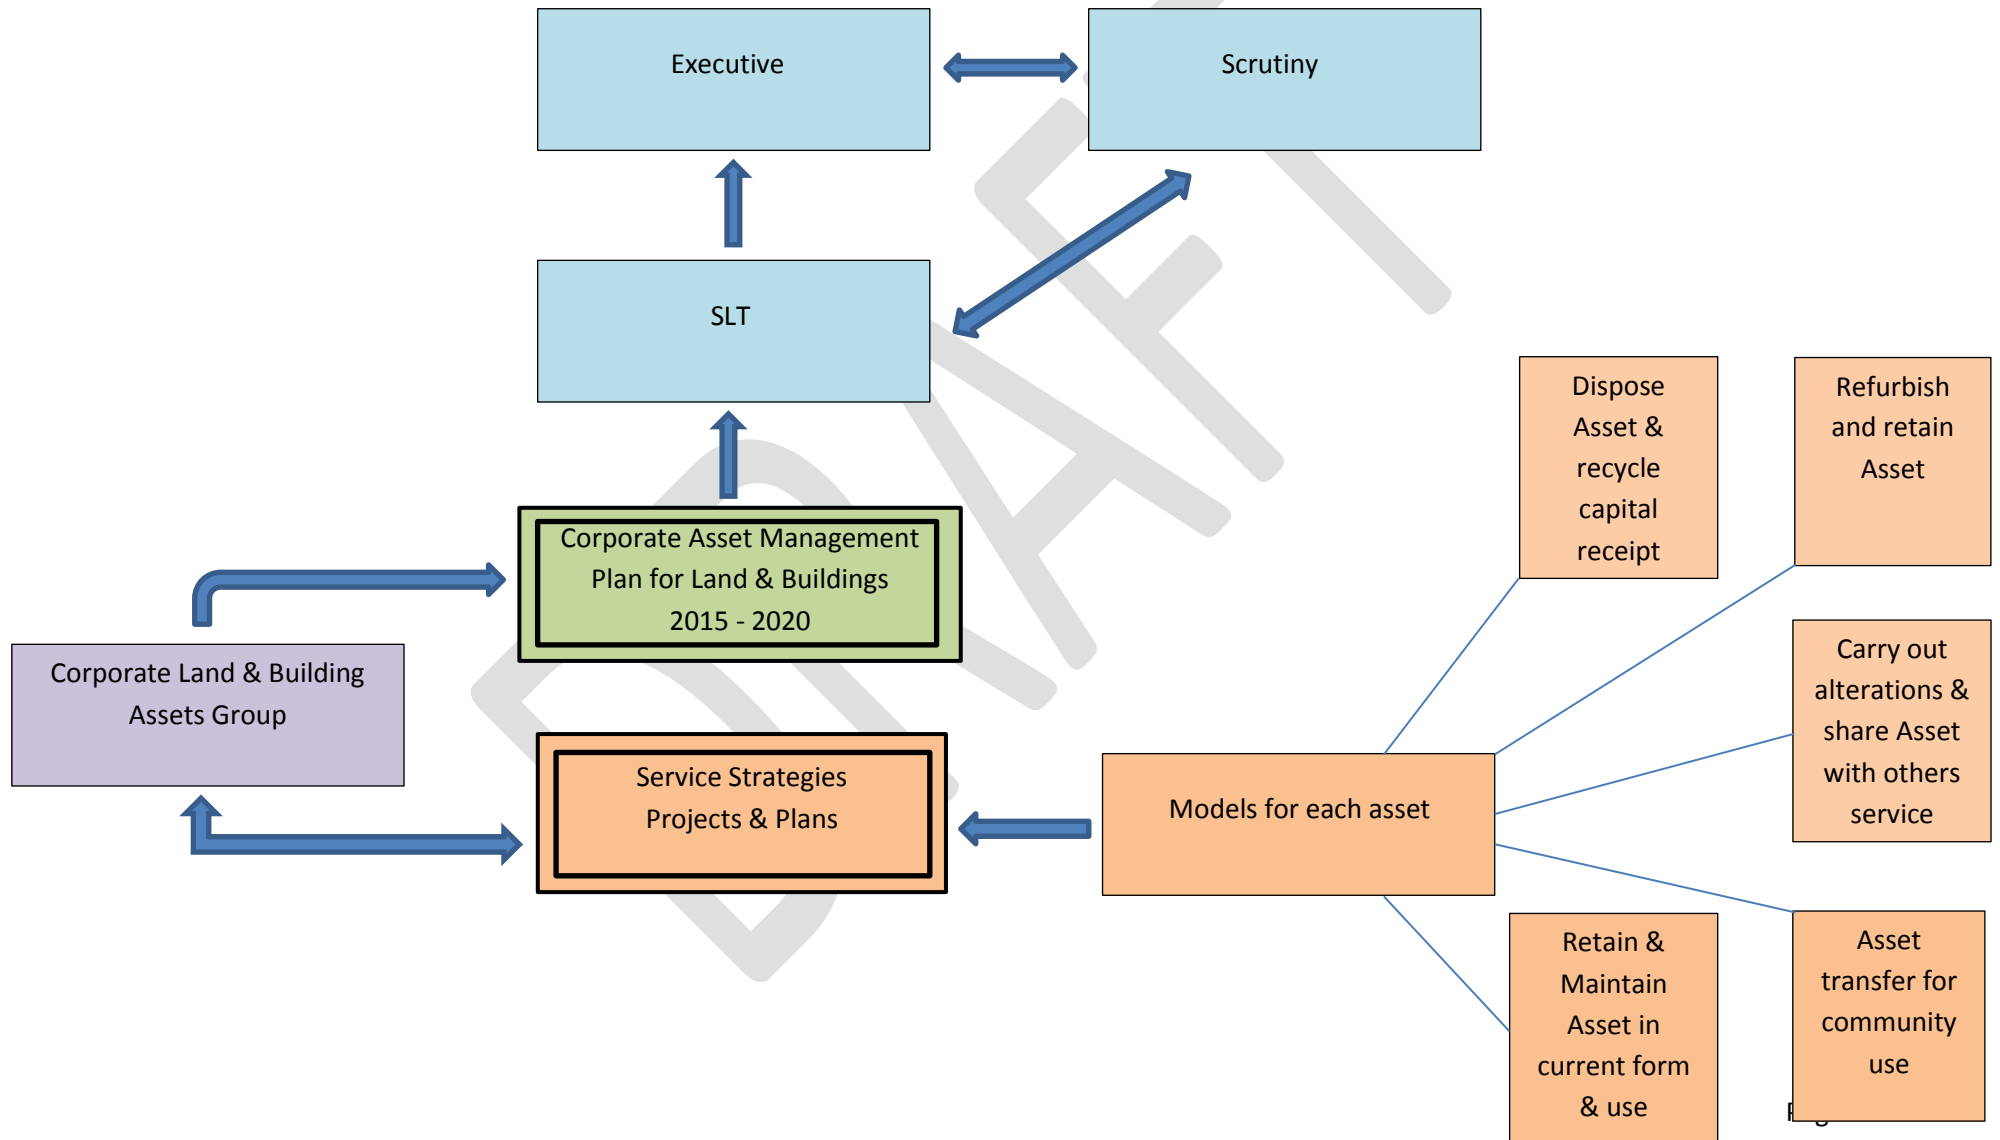 Executive
Scrutiny
SLT
Dispose
Asset &
recycle
capital
receipt
Refurbish
and retain
Asset
Corporate Asset Management
Plan for Land & Buildings
2015 - 2020
Corporate Land & Building
Assets Group
Carry out
alterations &
share Asset
with others
service
Service Strategies
Projects & Plans
Models for each asset
Retain &
Maintain
Asset in
current form
& use
Asset
transfer for
community
use
DRAFT